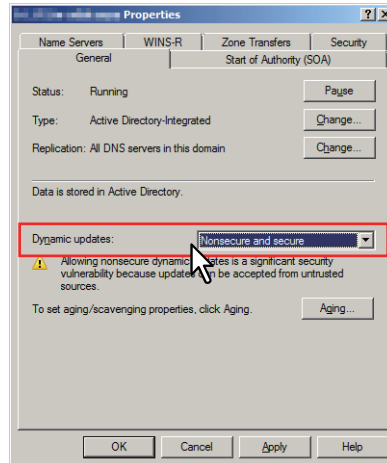 Properties
Name Servers WINS-R Zone Transfers Security
General Start of Authority (SOA)
Status: Running Pause
Type: Active Directory-Integrated Change...
Replication: All DNS servers in this domain Change...
Data is stored in Active Directory.
Dynamic updates: Nonsecure and secure
Allowing nonsecure dynamic updates is a significant security
vulnerability because updates can be accepted from untrusted
sources.
To set aging/scavenging properties, click Aging. Aging...
OK Cancel Apply Help